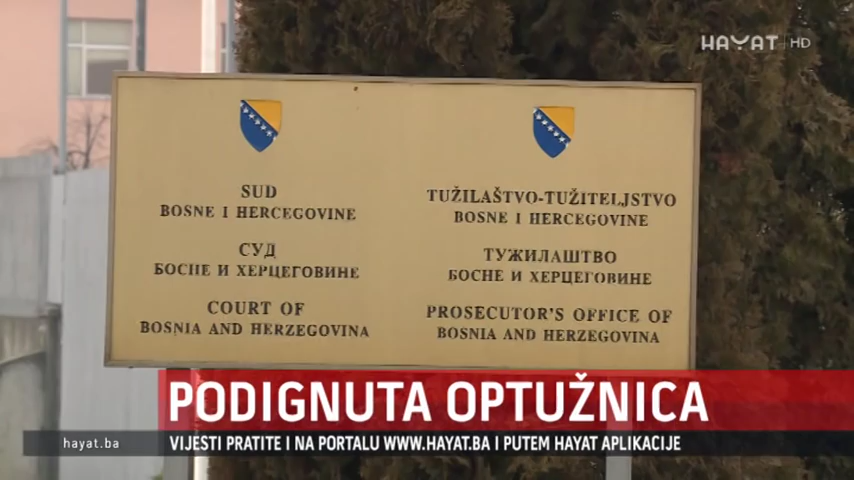 HAYAT HD
SUD
BOSNE I HERCEGOVINE
СУД
БОСНЕ И ХЕРЦЕГОВИНЕ
COURT OF
BOSNIA AND HERZEGOVINA
TUŽILAŠTVO-TUŽITELJSTVO
BOSNE I HERCEGOVINE
ТУЖИЛАШТВО
БОСНЕ И ХЕРЦЕГОВИНЕ
PROSECUTOR'S OFFICE OF
BOSNIA AND HERZEGOVINA
PODIGNUTA OPTUŽNICA
hayat.ba
VIJESTI PRATITE I NA PORTALU WWW.HAYAT.BA I PUTEM HAYAT APLIKACIJE